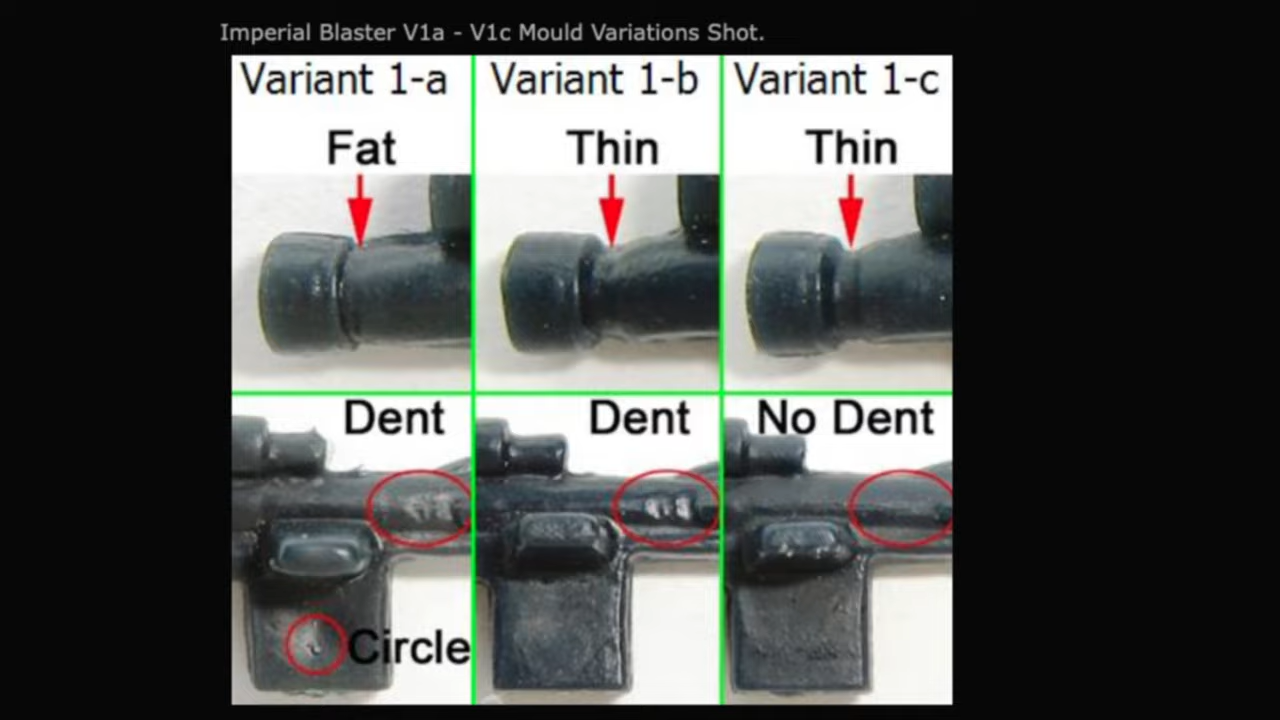 Imperial Blaster V1a - V1c Mould Variations Shot.
Variant 1-a
Variant 1-b
Variant 1-c
Fat
Thin
Thin
Dent
Dent
No Dent
Circle